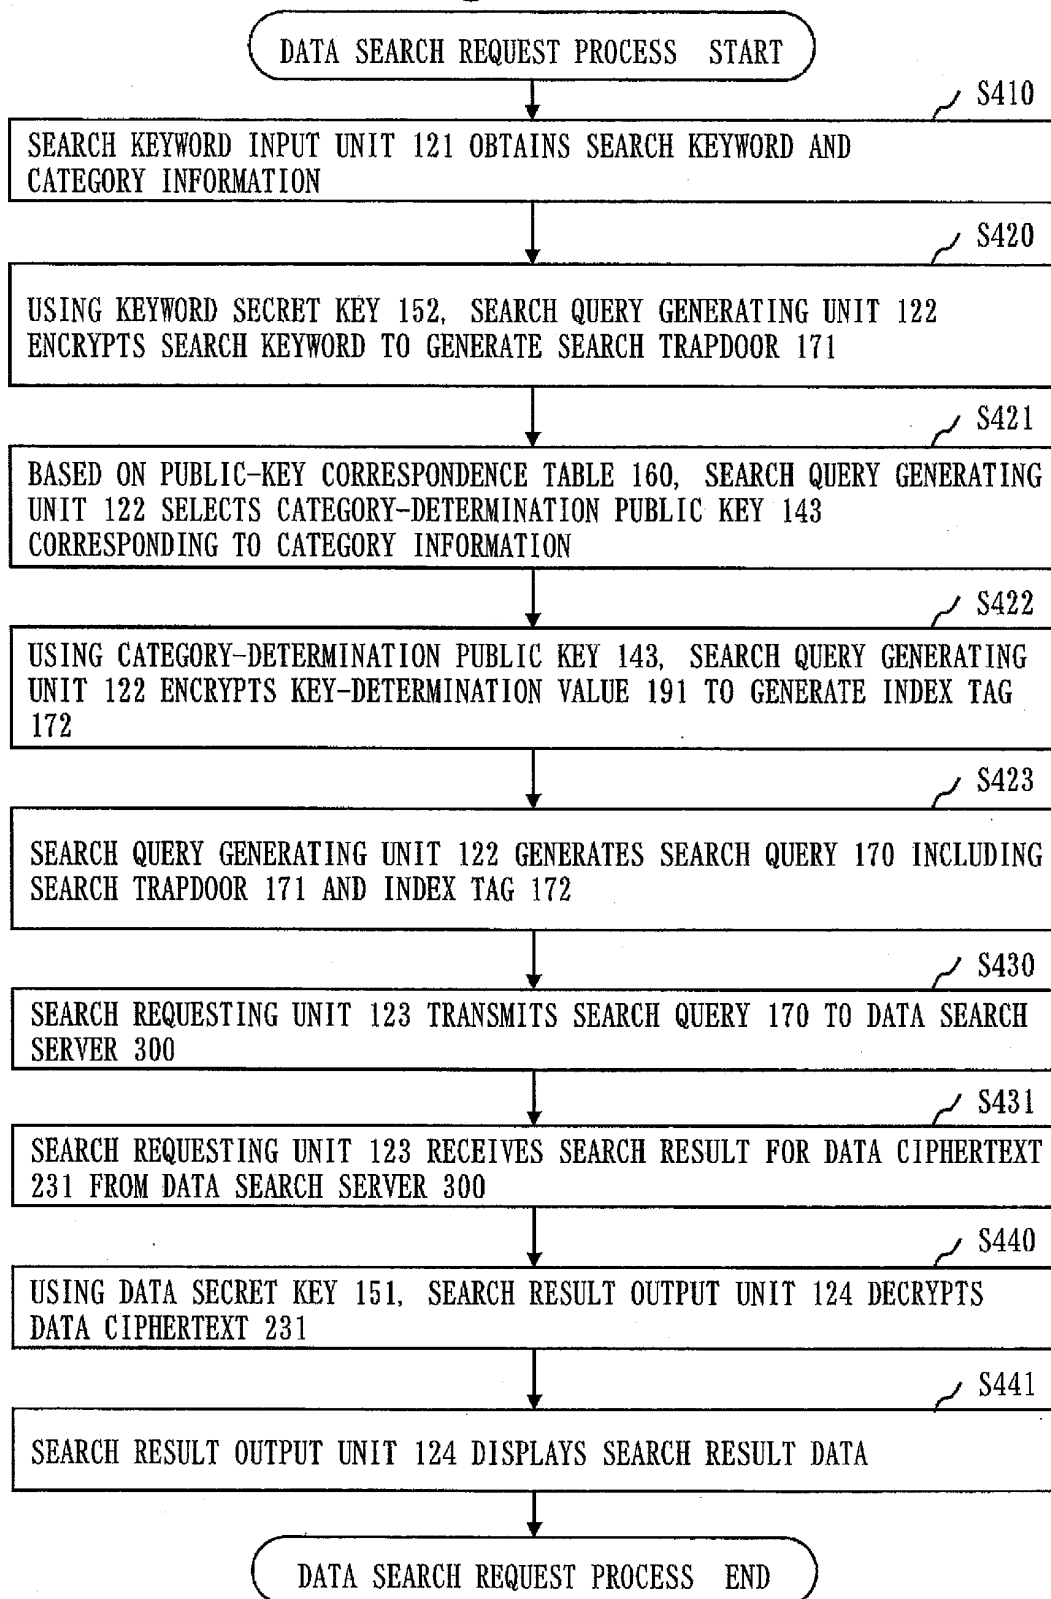 DATA SEARCH REQUEST PROCESS START
S410
SEARCH KEYWORD INPUT UNIT 121 OBTAINS SEARCH KEYWORD AND
CATEGORY INFORMATION
S420
USING KEYWORD SECRET KEY 152, SEARCH QUERY GENERATING UNIT 122
ENCRYPTS SEARCH KEYWORD TO GENERATE SEARCH TRAPDOOR 171
S421
BASED ON PUBLIC-KEY CORRESPONDENCE TABLE 160, SEARCH QUERY GENERATING
UNIT 122 SELECTS CATEGORY-DETERMINATION PUBLIC KEY 143
CORRESPONDING TO CATEGORY INFORMATION
S422
USING CATEGORY-DETERMINATION PUBLIC KEY 143, SEARCH QUERY GENERATING
UNIT 122 ENCRYPTS KEY-DETERMINATION VALUE 191 TO GENERATE INDEX TAG
172
S423
SEARCH QUERY GENERATING UNIT 122 GENERATES SEARCH QUERY 170 INCLUDING
SEARCH TRAPDOOR 171 AND INDEX TAG 172
S430
SEARCH REQUESTING UNIT 123 TRANSMITS SEARCH QUERY 170 TO DATA SEARCH
SERVER 300
S431
SEARCH REQUESTING UNIT 123 RECEIVES SEARCH RESULT FOR DATA CIPHERTEXT
231 FROM DATA SEARCH SERVER 300
S440
USING DATA SECRET KEY 151, SEARCH RESULT OUTPUT UNIT 124 DECRYPTS
DATA CIPHERTEXT 231
S441
SEARCH RESULT OUTPUT UNIT 124 DISPLAYS SEARCH RESULT DATA
DATA SEARCH REQUEST PROCESS END